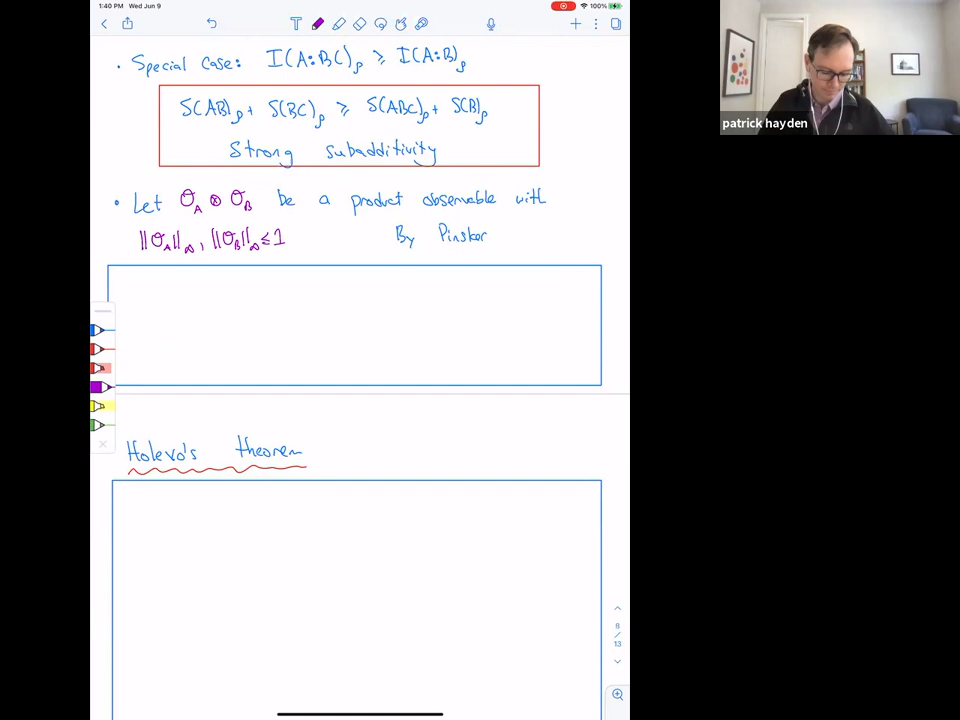 1:40 PM Wed Jun 9
100%
• Special case: I(A:BC)ρ ≥ I(A:B)ρ
S(AB)ρ + S(BC)ρ ≥ S(ABC)ρ + S(B)ρ
Strong subadditivity
• Let O_A ⊗ O_B be a product observable with
||O_A||∞, ||O_B||∞ ≤ 1 By Pinsker
Holevo's theorem
8 / 13
patrick hayden